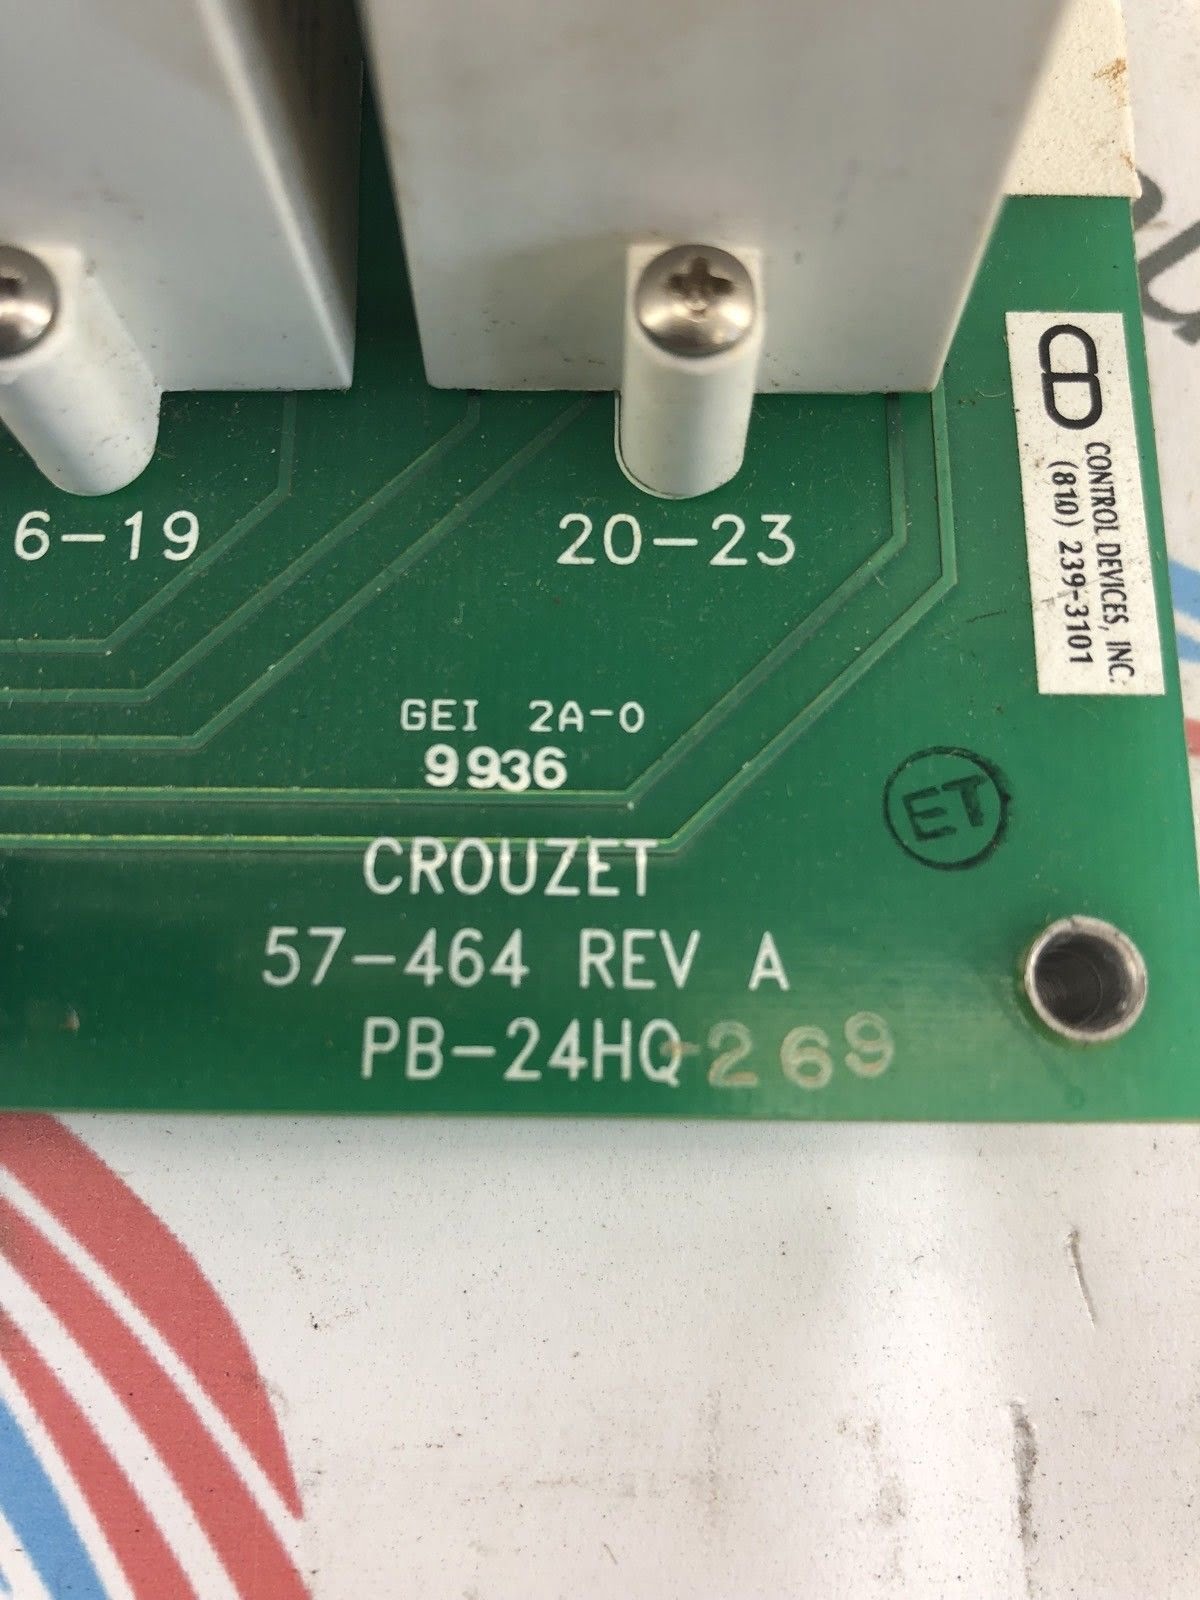 6-19
20-23
CONTROL DEVICES, INC.
(810) 239-3101
GEI 2A-0
9936
ET
CROUZET
57-464 REV A
PB-24HQ-269